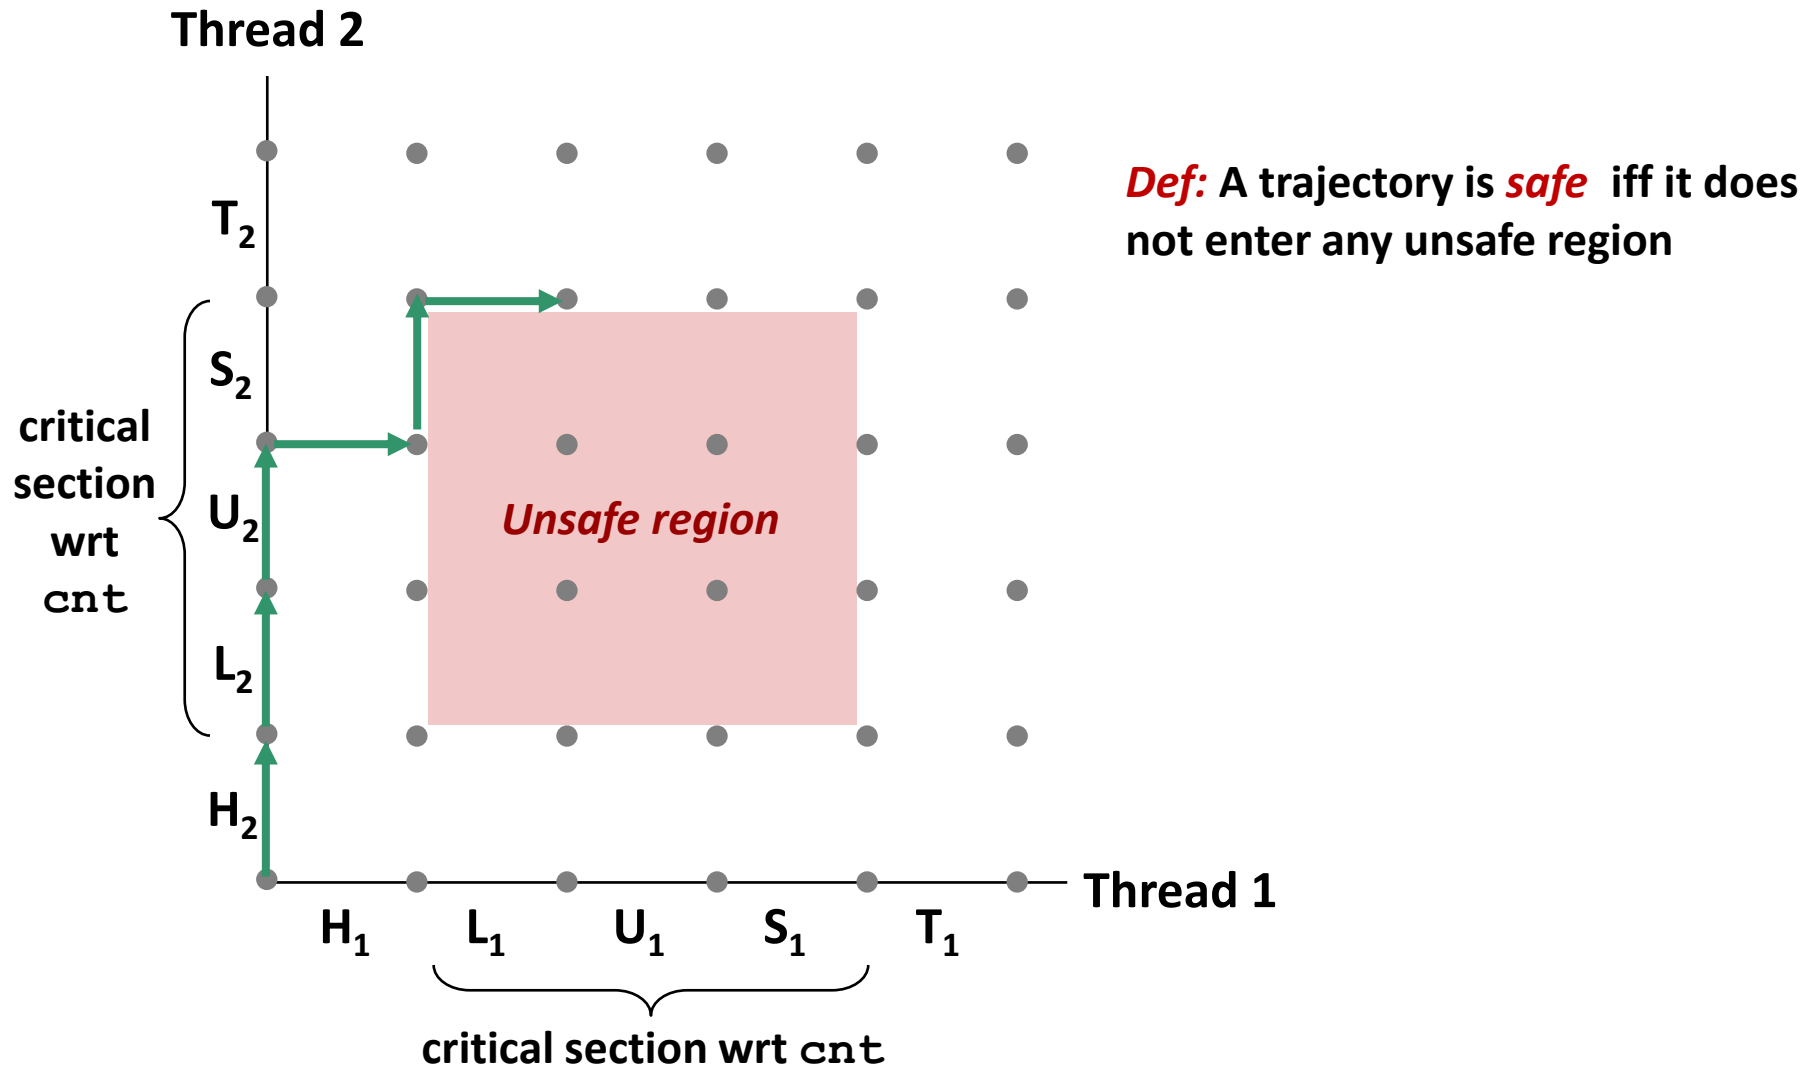 Thread 2
Def: A trajectory is safe iff it does
not enter any unsafe region
T2
S2
critical
section
wrt
cnt
U2
Unsafe region
L2
H2
Thread 1
H1 L1 U1 S1 T1
critical section wrt cnt